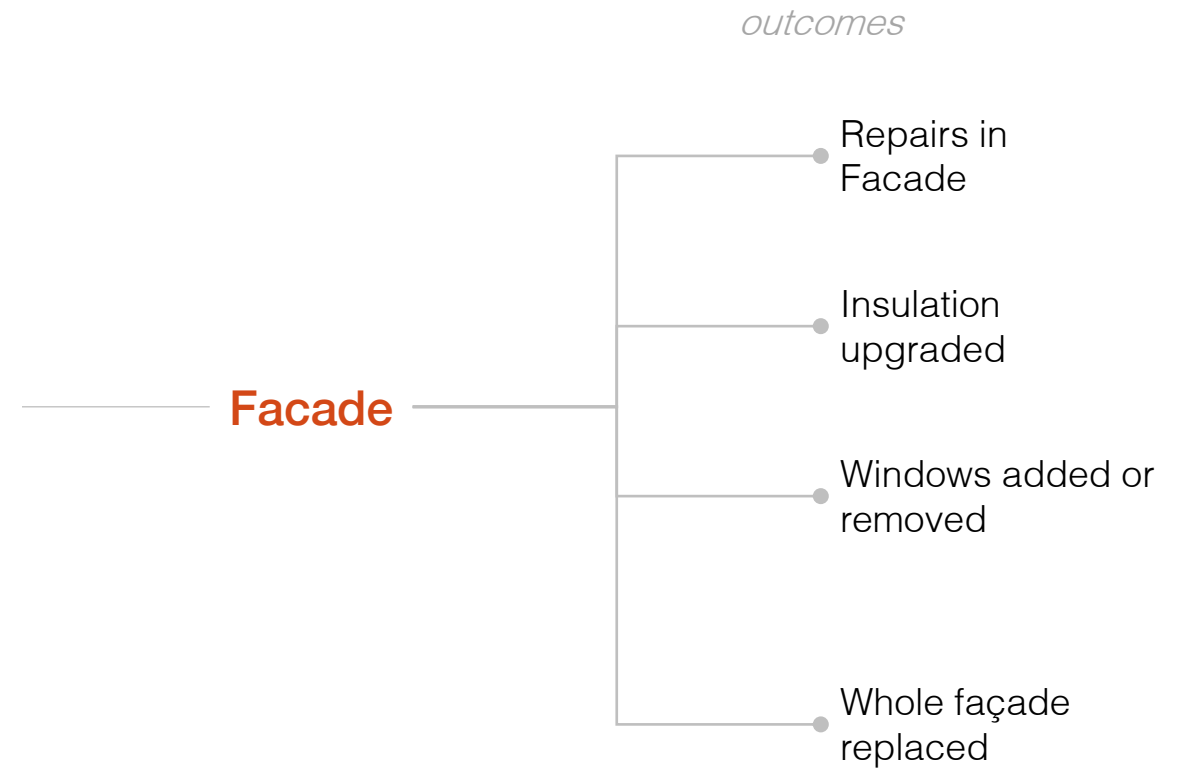 outcomes
Repairs in
Facade
Insulation
upgraded
Facade
Windows added or
removed
Whole façade
replaced